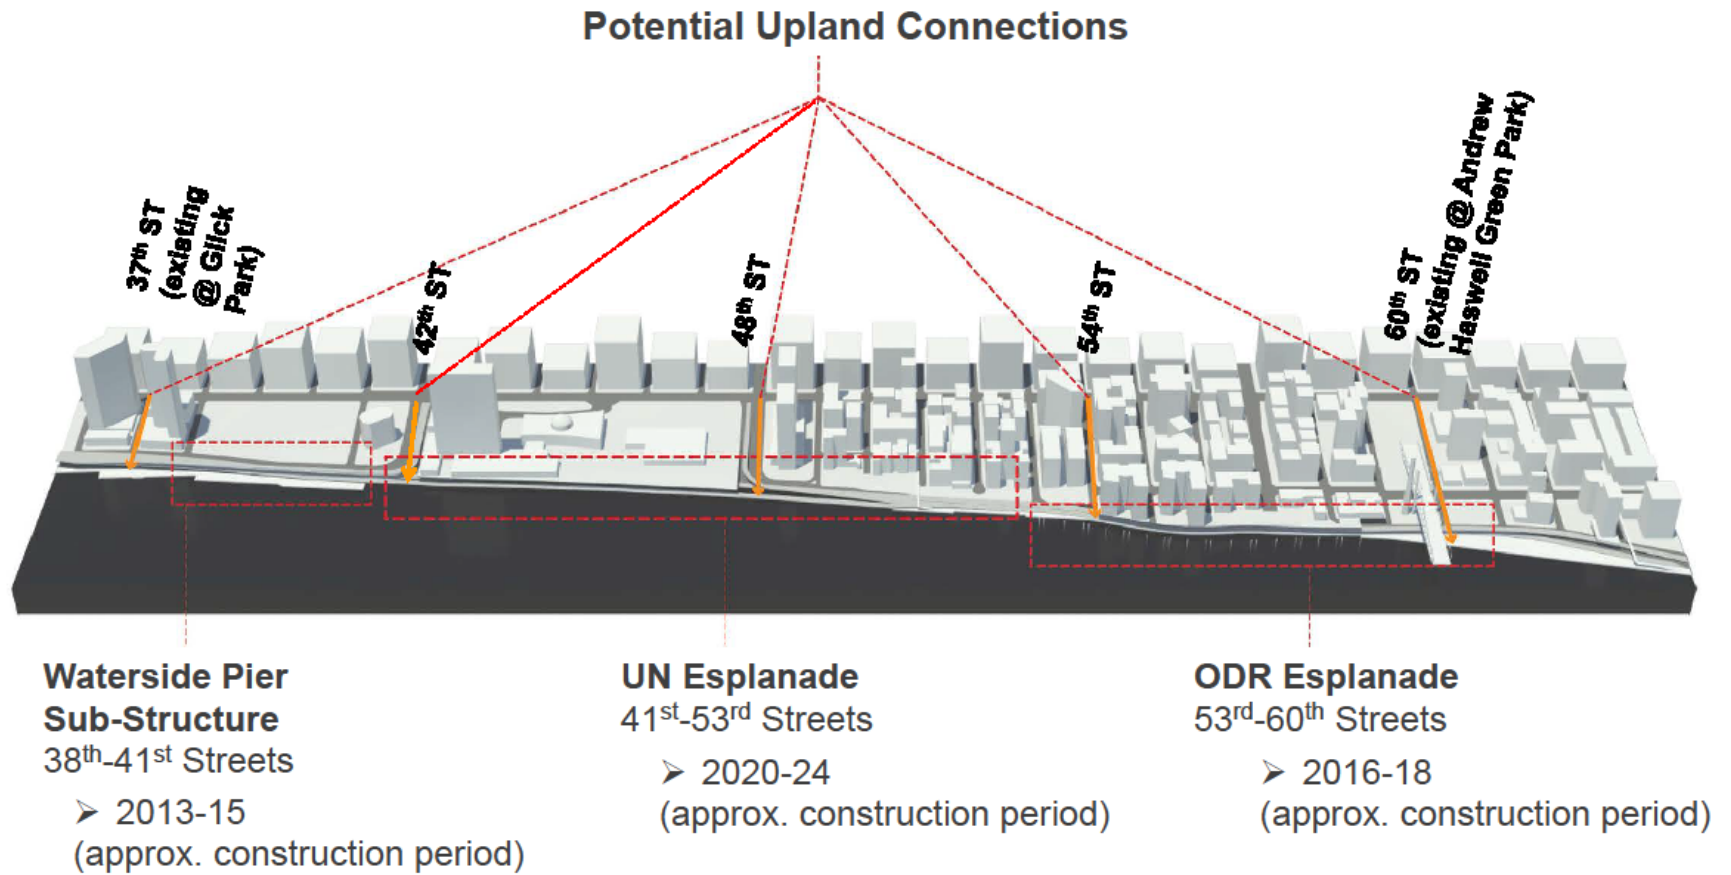 Potential Upland Connections
37th ST
(existing
@ Glick
Park)
42th ST
48th ST
54th ST
60th ST
(existing @ Andrew
Haswell Green Park)
Waterside Pier
Sub-Structure
38th-41st Streets
➢ 2013-15
(approx. construction period)
UN Esplanade
41st-53rd Streets
➢ 2020-24
(approx. construction period)
ODR Esplanade
53rd-60th Streets
➢ 2016-18
(approx. construction period)